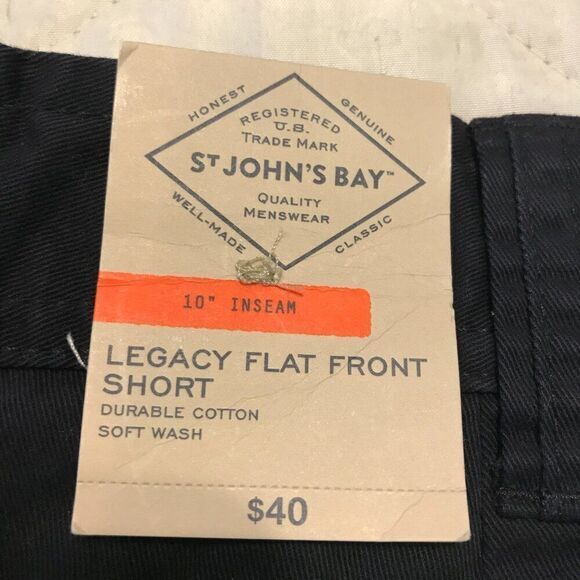 HONEST
GENUINE
REGISTERED
U.S.
TRADE MARK
ST JOHN'S BAY™
QUALITY
MENSWEAR
WELL-MADE
CLASSIC
10" INSEAM
LEGACY FLAT FRONT
SHORT
DURABLE COTTON
SOFT WASH
$40